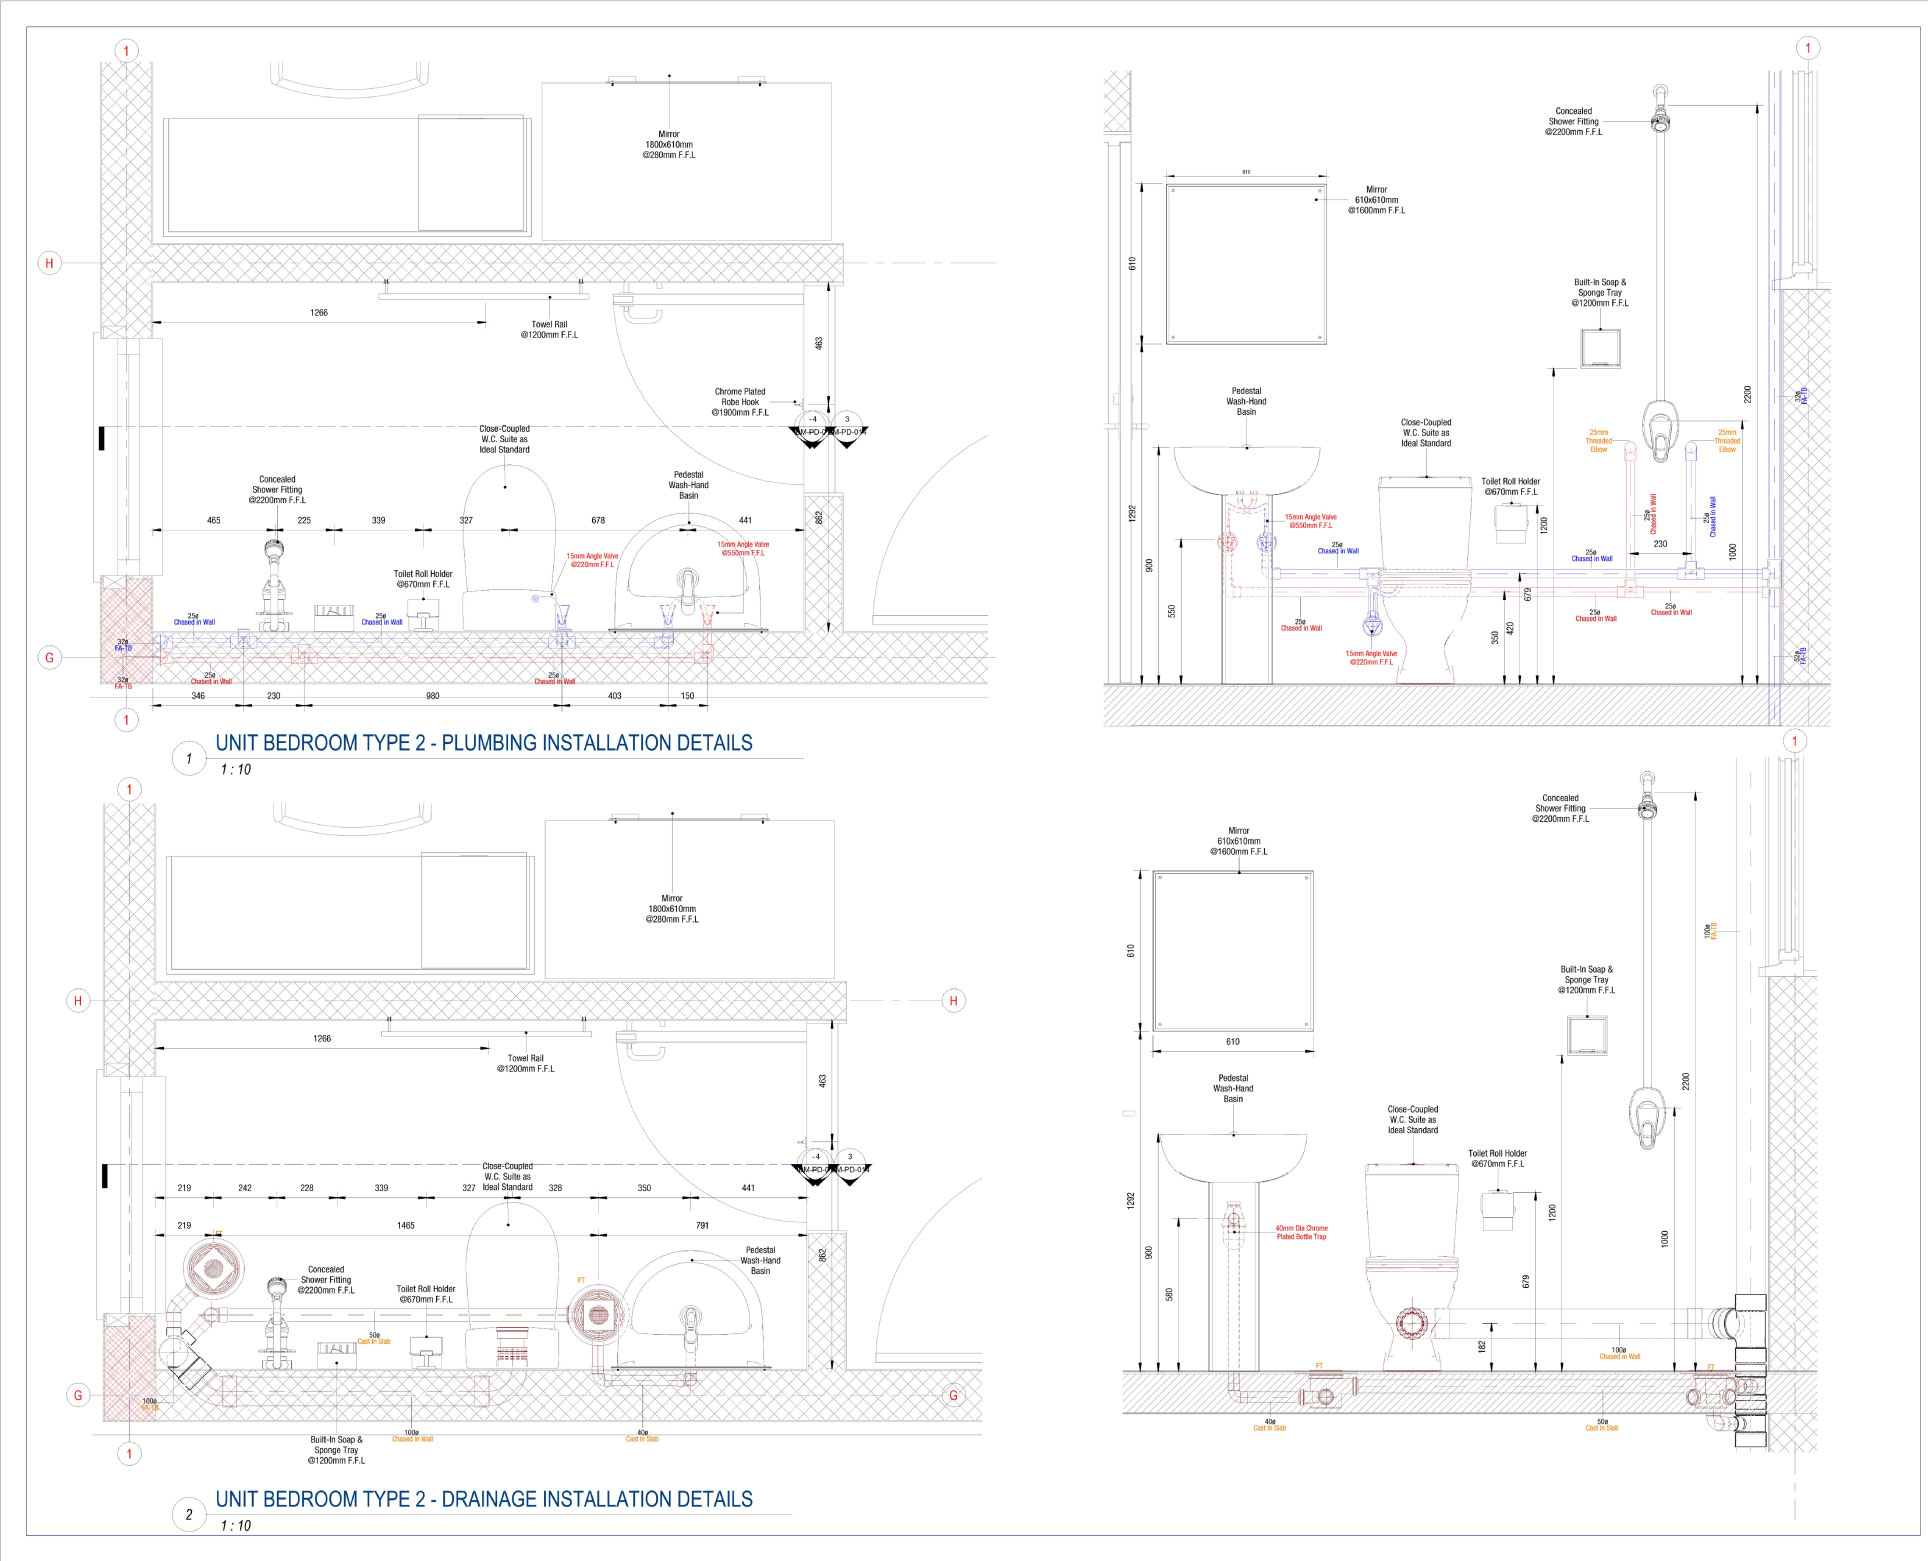 1
Mirror
1800x610mm
@280mm F.F.L
H
1266
Towel Rail
@1200mm F.F.L
463
Chrome Plated
Robe Hook
@1900mm F.F.L
-4
3
Close-Coupled
W.C. Suite as
Ideal Standard
Concealed
Shower Fitting
@2200mm F.F.L
Pedestal
Wash-Hand
Basin
465
225
339
327
678
441
862
15mm Angle Valve
@550mm F.F.L
15mm Angle Valve
@220mm F.F.L
Toilet Roll Holder
@670mm F.F.L
25ø
Chased in Wall
25ø
Chased in Wall
32ø
FA-TB
G
32ø
FA-TB
25ø
Chased in Wall
25ø
Chased in Wall
346
230
980
403
150
1
1
UNIT BEDROOM TYPE 2 - PLUMBING INSTALLATION DETAILS
1 : 10
1
Concealed
Shower Fitting
@2200mm F.F.L
610
Mirror
610x610mm
@1600mm F.F.L
610
Built-In Soap &
Sponge Tray
@1200mm F.F.L
2200
32ø
FA-TB
Pedestal
Wash-Hand
Basin
Close-Coupled
W.C. Suite as
Ideal Standard
25mm
Threaded
Elbow
25mm
Threaded
Elbow
Toilet Roll Holder
@670mm F.F.L
1292
15mm Angle Valve
@550mm F.F.L
1200
25ø
Chased in Wall
25ø
Chased in Wall
230
1000
25ø
Chased in Wall
25ø
Chased in Wall
900
550
679
25ø
Chased in Wall
25ø
Chased in Wall
25ø
Chased in Wall
350
420
15mm Angle Valve
@220mm F.F.L
32ø
FA-TB
1
Mirror
1800x610mm
@280mm F.F.L
H
H
1266
Towel Rail
@1200mm F.F.L
463
-4
3
Close-Coupled
W.C. Suite as
Ideal Standard
219
242
228
339
327
328
350
441
219
1465
791
FT
862
Pedestal
Wash-Hand
Basin
Concealed
Shower Fitting
@2200mm F.F.L
FT
Toilet Roll Holder
@670mm F.F.L
50ø
Cast In Slab
G
G
100ø
FA-TB
100ø
Chased in Wall
40ø
Cast In Slab
Built-In Soap &
Sponge Tray
@1200mm F.F.L
1
2
UNIT BEDROOM TYPE 2 - DRAINAGE INSTALLATION DETAILS
1 : 10
1
Concealed
Shower Fitting
@2200mm F.F.L
Mirror
610x610mm
@1600mm F.F.L
610
610
100ø
FA-TB
Built-In Soap &
Sponge Tray
@1200mm F.F.L
2200
Pedestal
Wash-Hand
Basin
Close-Coupled
W.C. Suite as
Ideal Standard
Toilet Roll Holder
@670mm F.F.L
1292
1200
1000
40mm Dia Chrome
Plated Bottle Trap
900
580
679
182
100ø
Chased in Wall
FT
FT
40ø
Cast In Slab
50ø
Cast In Slab